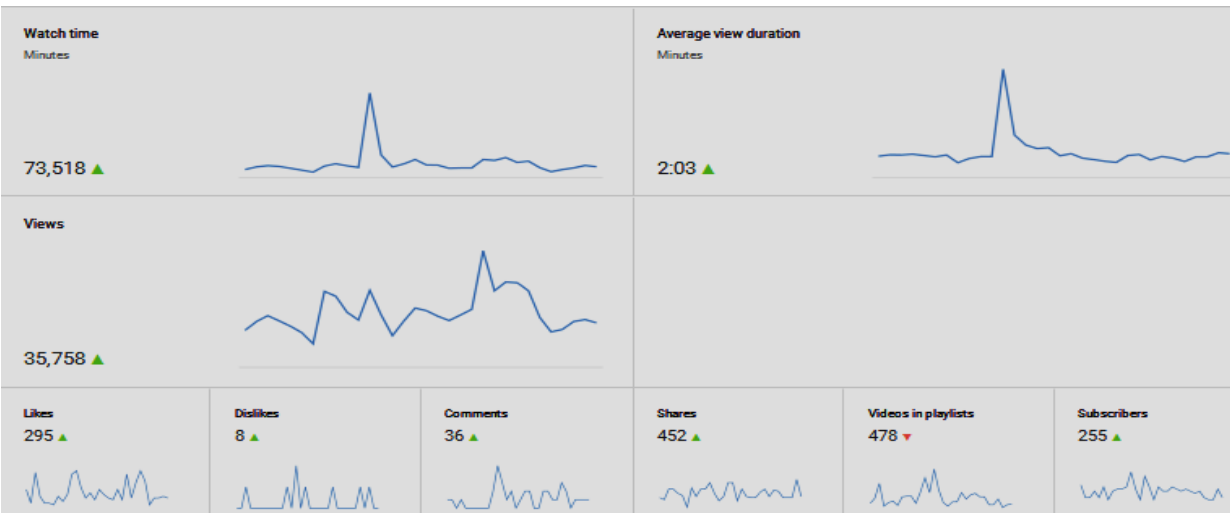 Watch time
Minutes
73,518
Average view duration
Minutes
2:03
Views
35,758
Likes
295
Dislikes
8
Comments
36
Shares
452
Videos in playlists
478
Subscribers
255